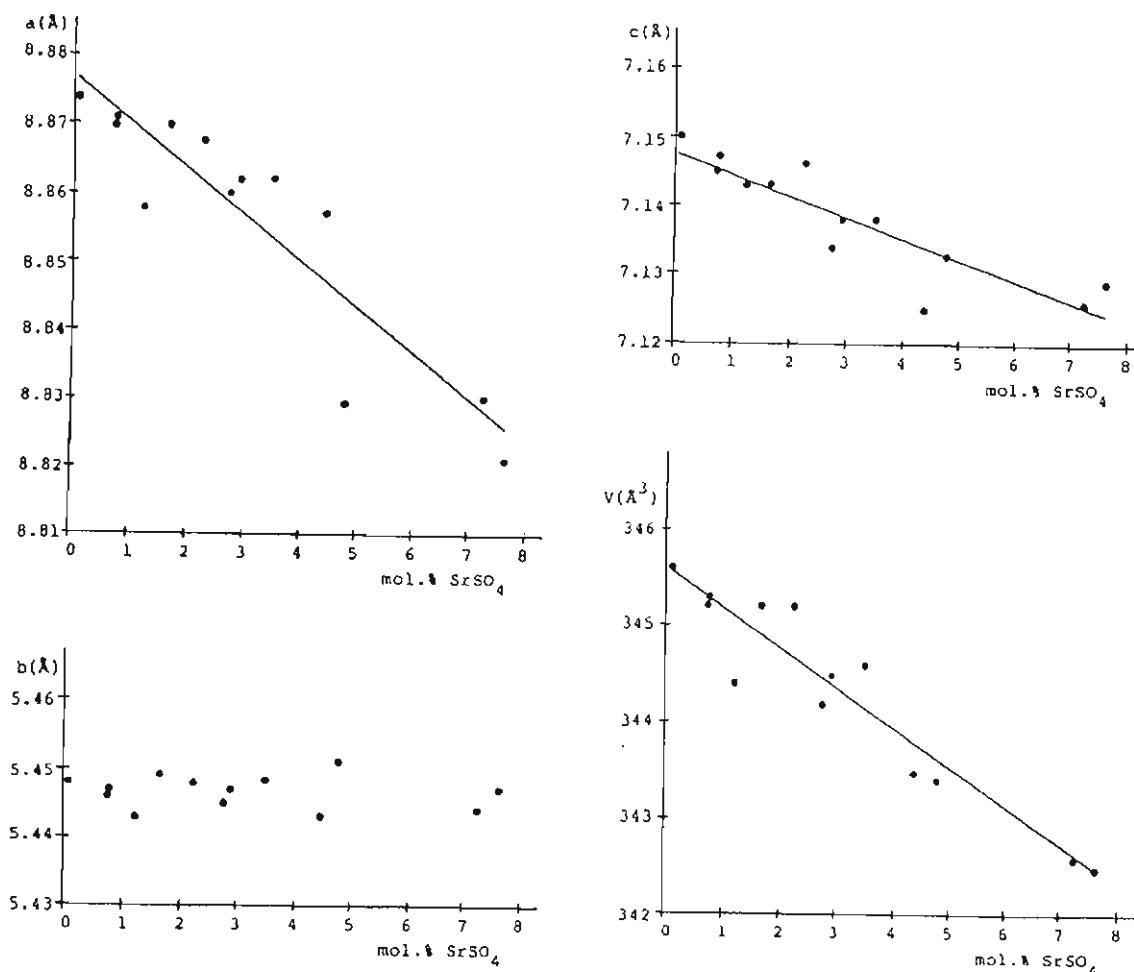 a(Å)
8.88
8.87
8.86
8.85
8.84
8.83
8.82
8.81
0 1 2 3 4 5 6 7 8
mol.% SrSO4
c(Å)
7.16
7.15
7.14
7.13
7.12
0 1 2 3 4 5 6 7 8
mol.% SrSO4
b(Å)
5.46
5.45
5.44
5.43
0 1 2 3 4 5 6 7 8
mol.% SrSO4
V(Å3)
346
345
344
343
342
0 1 2 3 4 5 6 7 8
mol.% SrSO4